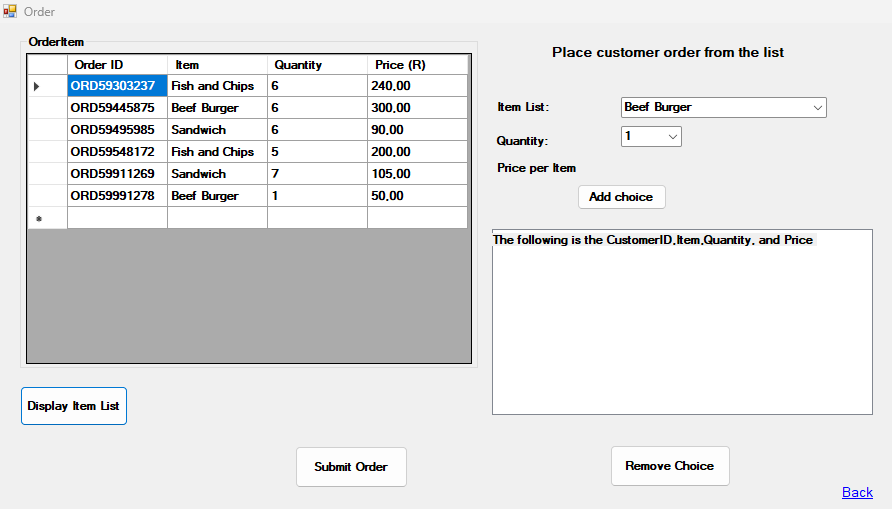 Order
OrderItem
Order ID Item Quantity Price (R)
ORD59303237 Fish and Chips 6 240,00
ORD59445875 Beef Burger 6 300,00
ORD59495985 Sandwich 6 90,00
ORD59548172 Fish and Chips 5 200,00
ORD59911269 Sandwich 7 105,00
ORD59991278 Beef Burger 1 50,00
Display Item List
Submit Order
Place customer order from the list
Item List: Beef Burger
Quantity: 1
Price per Item
Add choice
The following is the CustomerID,Item,Quantity, and Price
Remove Choice
Back